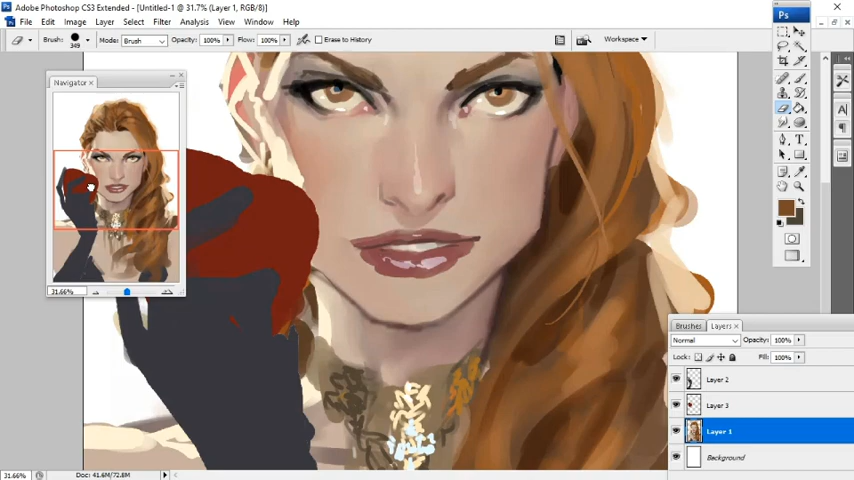 Adobe Photoshop CS3 Extended - [Untitled-1 @ 31.7% (Layer 1, RGB/8)]
File Edit Image Layer Select Filter Analysis View Window Help
Brush: 349 Mode: Brush Opacity: 100% Flow: 100% Erase to History Workspace
Ps
Navigator
31.66%
Brushes Layers
Normal Opacity: 100%
Lock: Fill: 100%
Layer 2
Layer 3
Layer 1
Background
31.66% Doc: 41.6M/72.8M